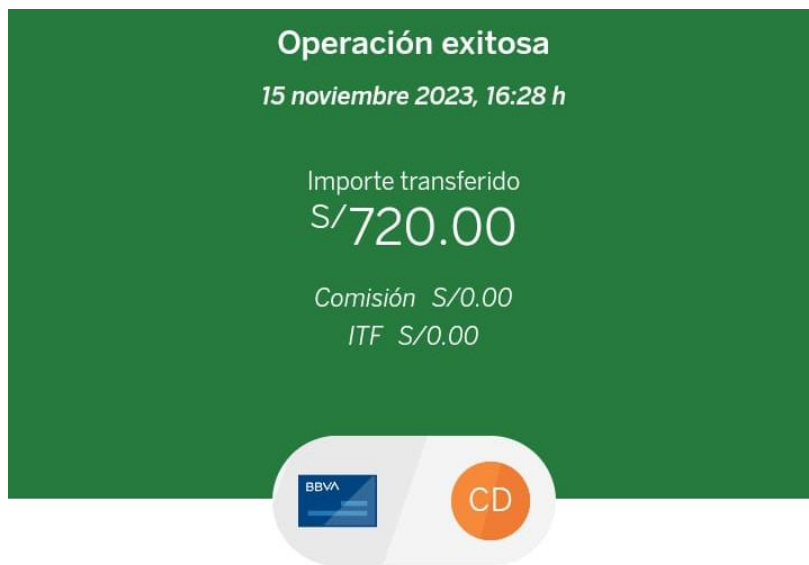 Operación exitosa
15 noviembre 2023, 16:28 h
Importe transferido
S/720.00
Comisión S/0.00
ITF S/0.00
BBVA
CD